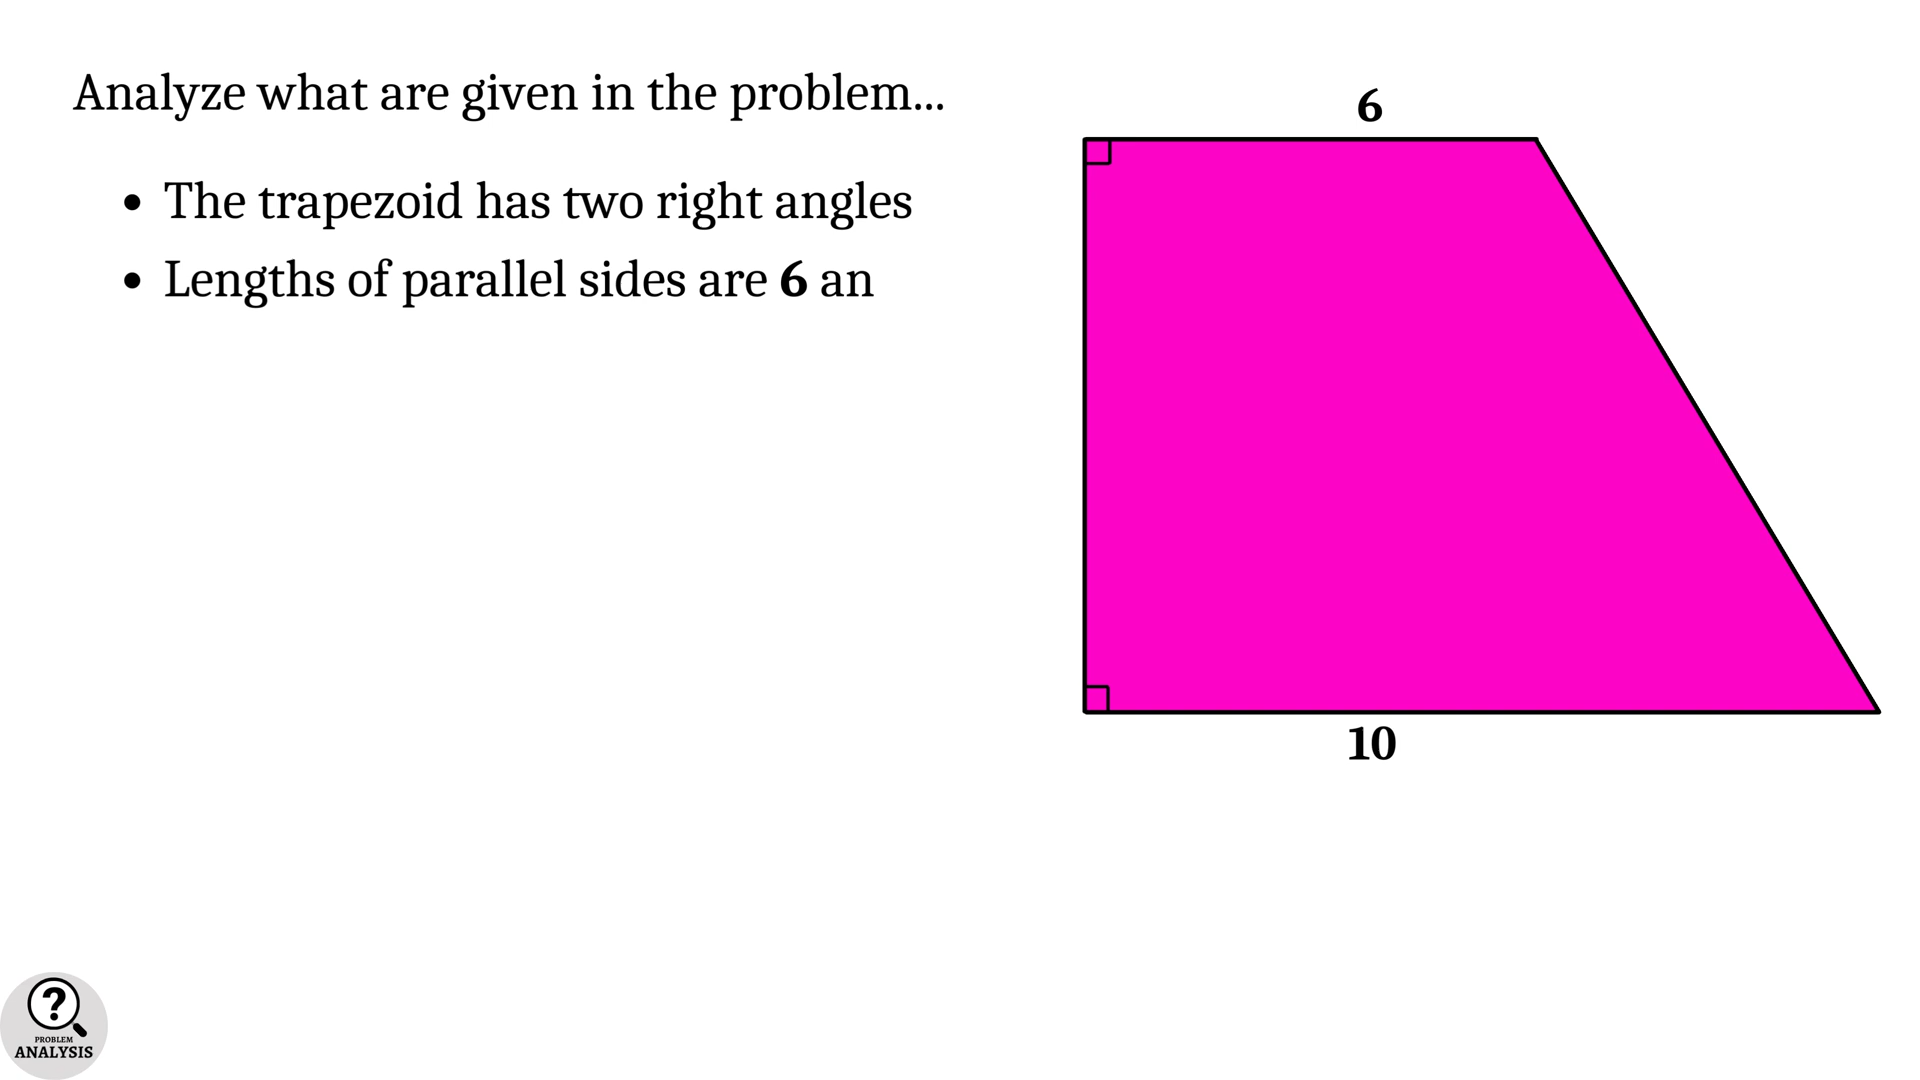 Analyze what are given in the problem...
• The trapezoid has two right angles
• Lengths of parallel sides are 6 an
6
10
?
PROBLEM
ANALYSIS